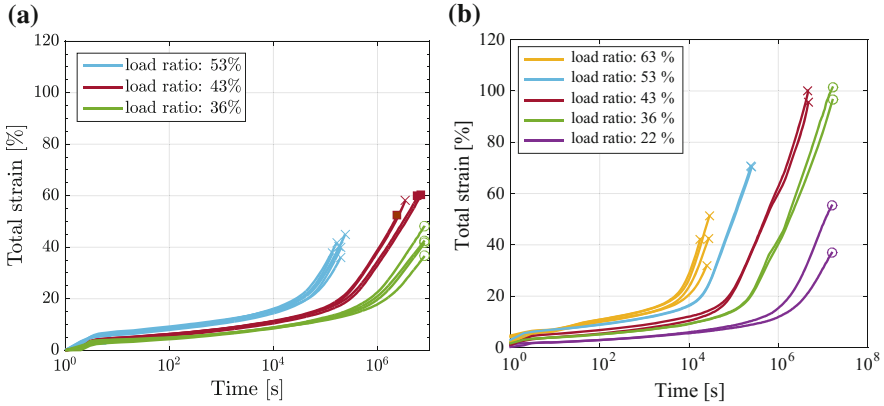 (a)
120
100
80
60
40
20
0
Total strain [%]
load ratio: 53%
load ratio: 43%
load ratio: 36%
10^0
10^2
10^4
10^6
Time [s]
(b)
120
100
80
60
40
20
0
Total strain [%]
load ratio: 63 %
load ratio: 53 %
load ratio: 43 %
load ratio: 36 %
load ratio: 22 %
10^0
10^2
10^4
10^6
10^8
Time [s]